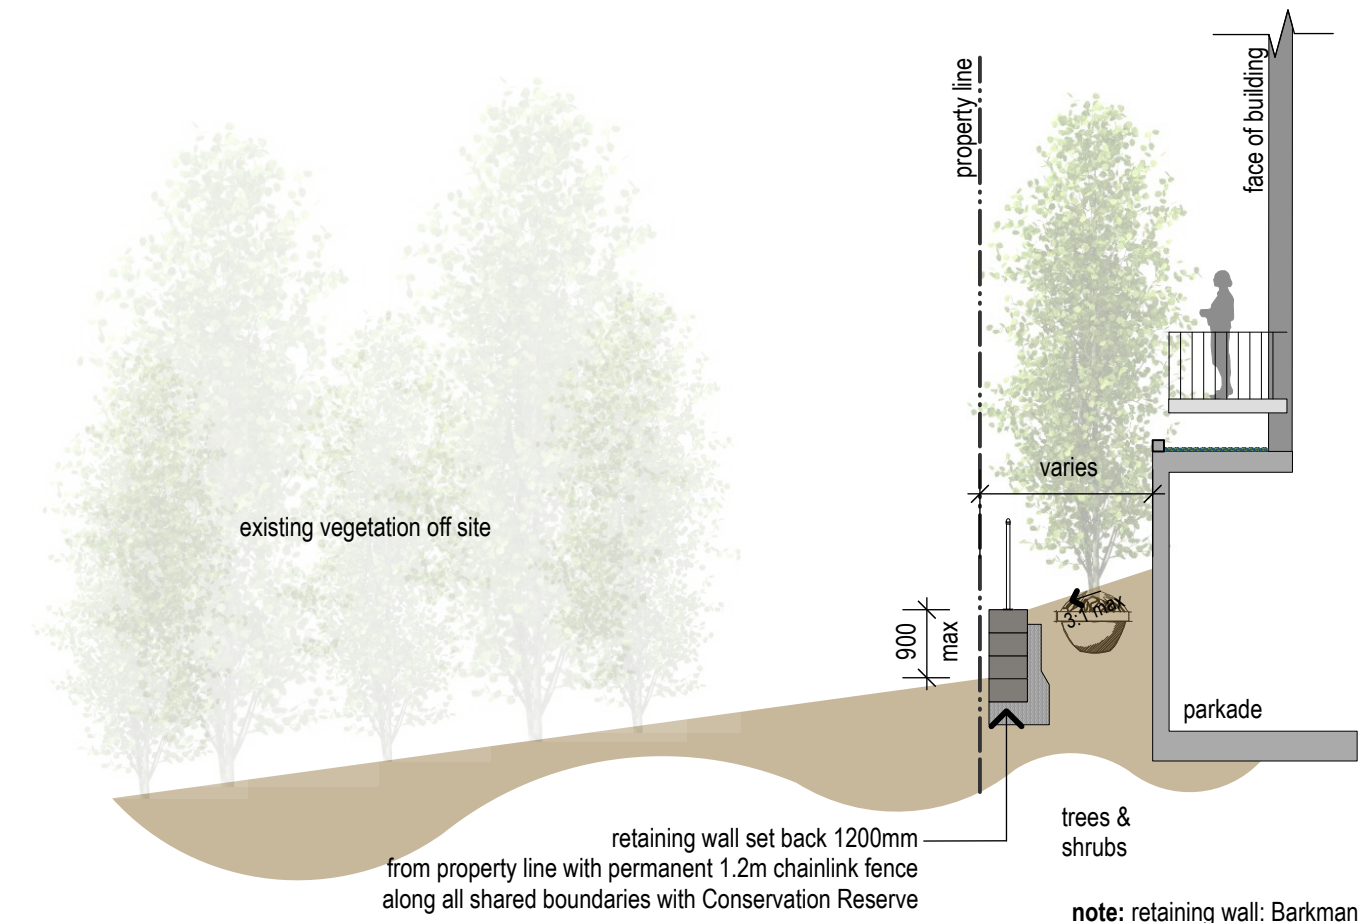 property line
face of building
varies
existing vegetation off site
3:1 max
900
max
parkade
retaining wall set back 1200mm
from property line with permanent 1.2m chainlink fence
along all shared boundaries with Conservation Reserve
trees &
shrubs
note: retaining wall: Barkman